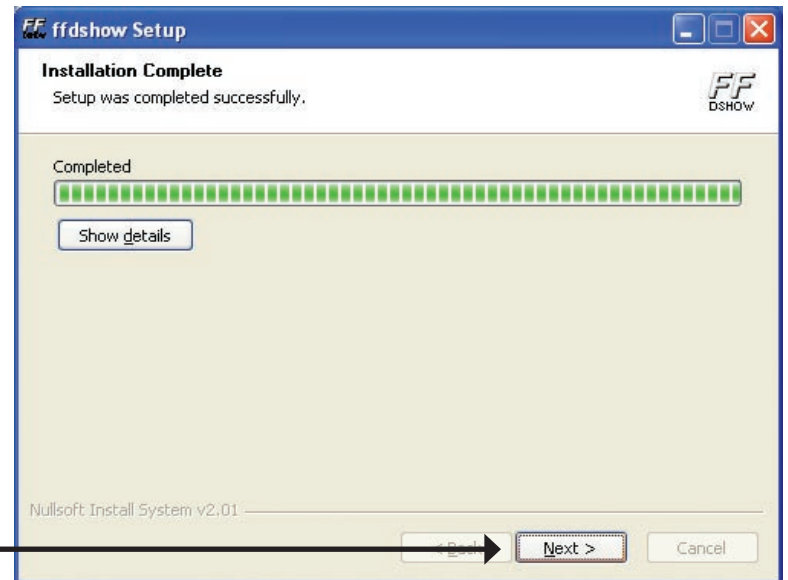 FF ffdshow Setup
Installation Complete
Setup was completed successfully.
FF
DSHOW
Completed
Show details
Nullsoft Install System v2.01
Next >
Cancel